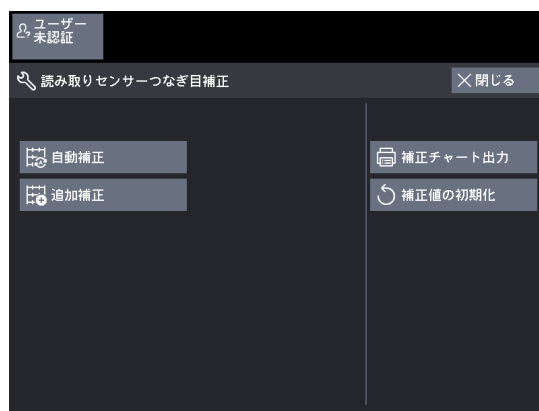 ユーザー
未認証
読み取りセンサーつなぎ目補正
閉じる
自動補正
補正チャート出力
追加補正
補正値の初期化